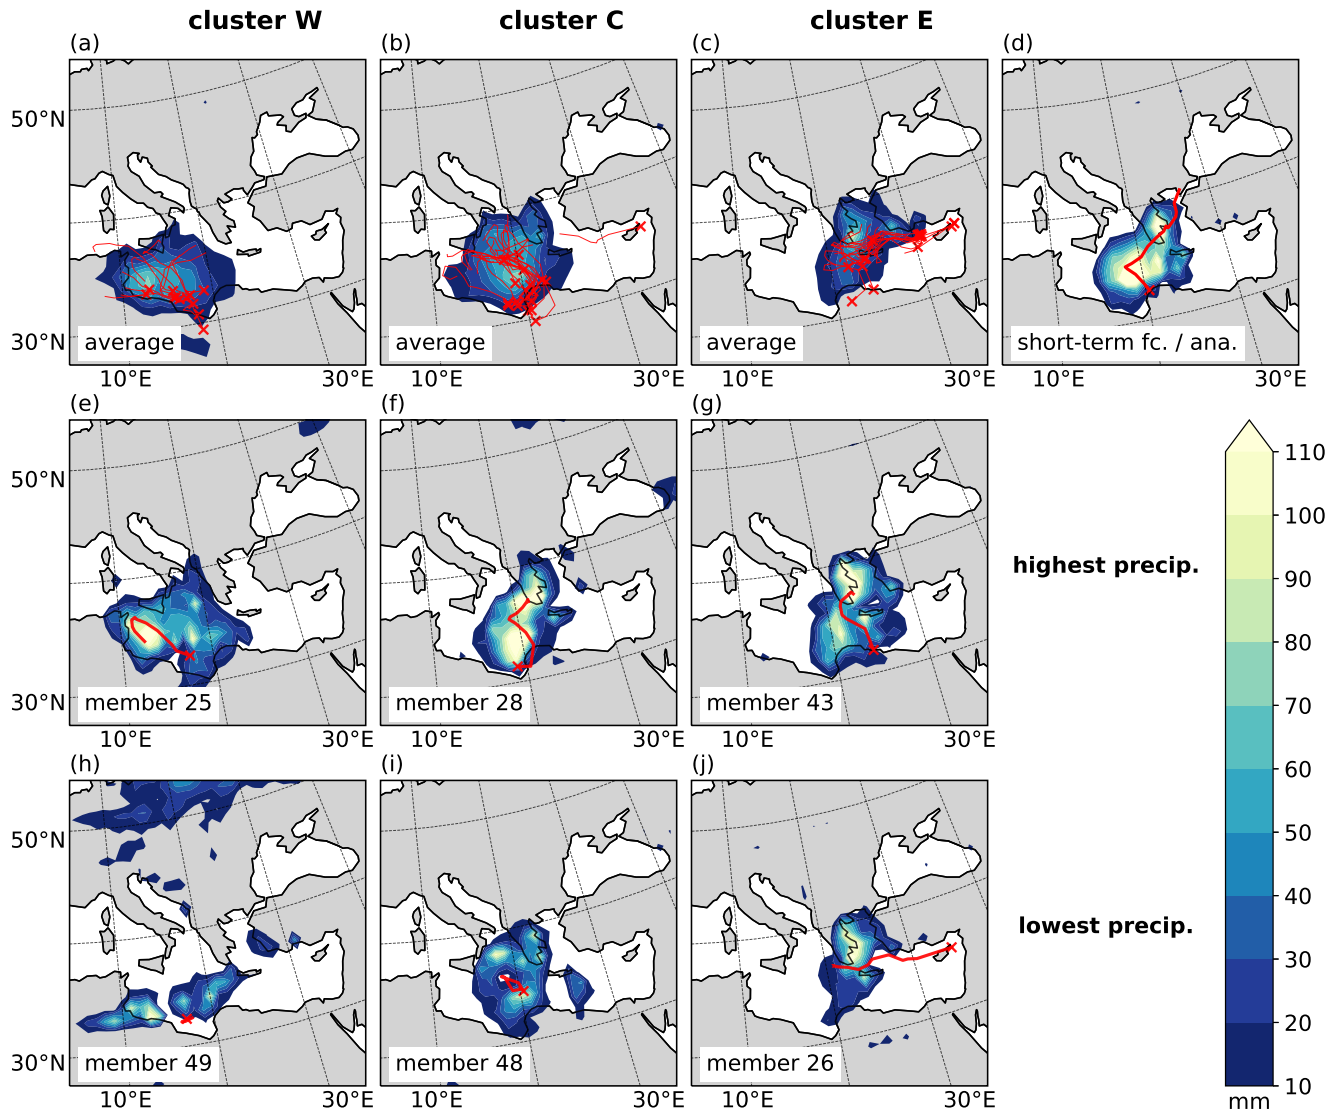 cluster W cluster C cluster E
(a) (b) (c) (d)
50°N
30°N
average average average short-term fc. / ana.
10°E 30°E 10°E 30°E 10°E 30°E 10°E 30°E
(e) (f) (g)
50°N
30°N
member 25 member 28 member 43
10°E 30°E 10°E 30°E 10°E 30°E
highest precip.
(h) (i) (j)
50°N
30°N
member 49 member 48 member 26
10°E 30°E 10°E 30°E 10°E 30°E
lowest precip.
110
100
90
80
70
60
50
40
30
20
10
mm